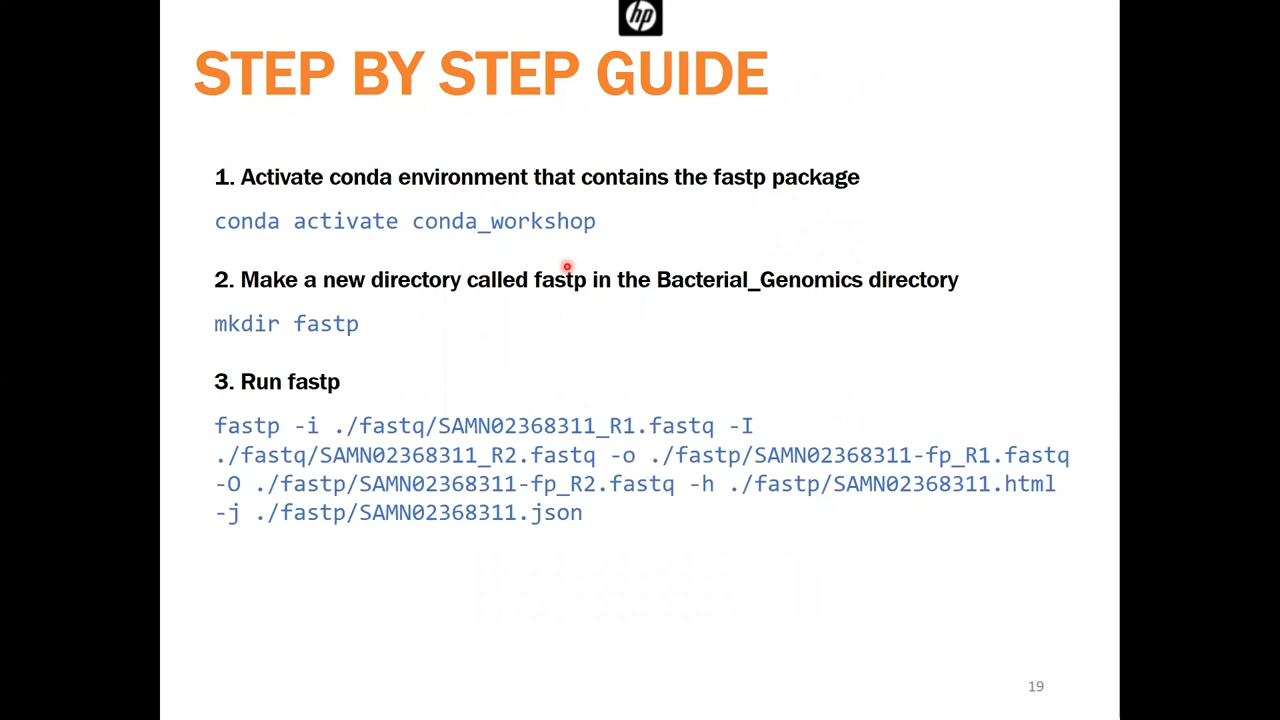 hp
STEP BY STEP GUIDE
1. Activate conda environment that contains the fastp package
conda activate conda_workshop
2. Make a new directory called fastp in the Bacterial_Genomics directory
mkdir fastp
3. Run fastp
fastp -i ./fastq/SAMN02368311_R1.fastq -I
./fastq/SAMN02368311_R2.fastq -o ./fastp/SAMN02368311-fp_R1.fastq
-O ./fastp/SAMN02368311-fp_R2.fastq -h ./fastp/SAMN02368311.html
-j ./fastp/SAMN02368311.json
19